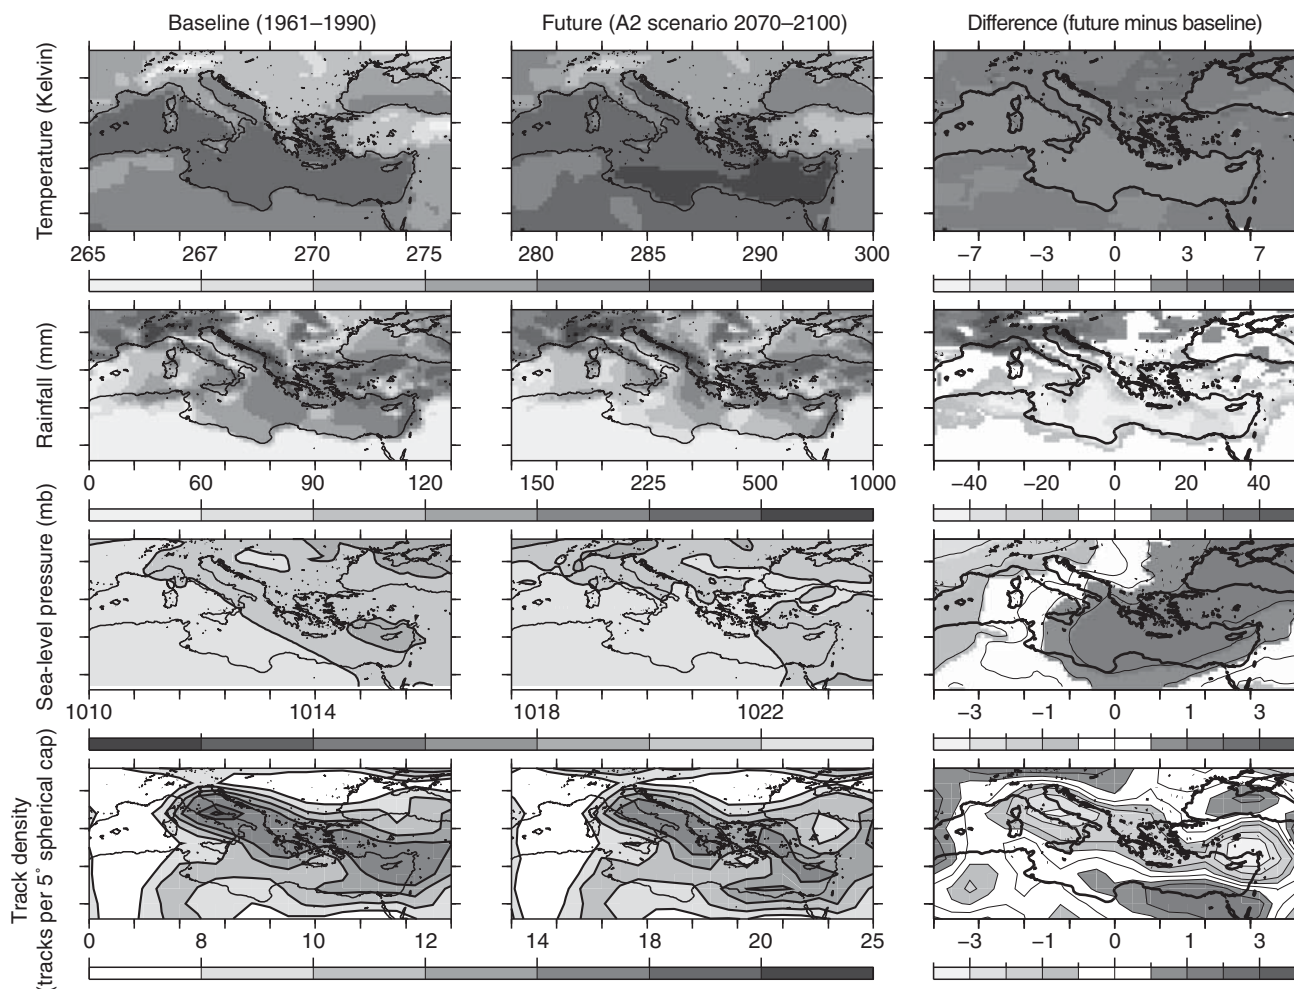 Baseline (1961–1990) Future (A2 scenario 2070–2100) Difference (future minus baseline)
Temperature (Kelvin)
265 267 270 275 280 285 290 300 −7 −3 0 3 7
Rainfall (mm)
0 60 90 120 150 225 500 1000 −40 −20 0 20 40
Sea-level pressure (mb)
1010 1014 1018 1022 −3 −1 0 1 3
Track density
(tracks per 5° spherical cap)
0 8 10 12 14 18 20 25 −3 −1 0 1 3